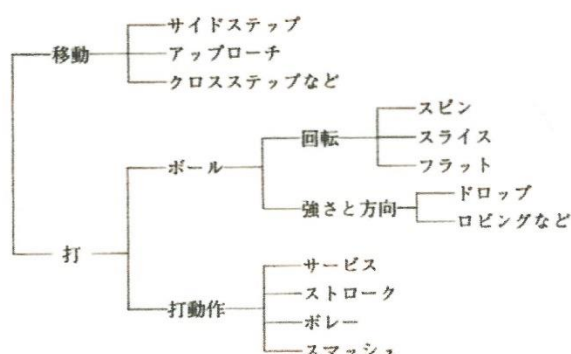 サイドステップ
移動
アップローチ
クロスステップなど
スピン
回転
スライス
ボール
フラット
強さと方向
ドロップ
ロビングなど
打
サービス
打動作
ストローク
ボレー
スマッシュ